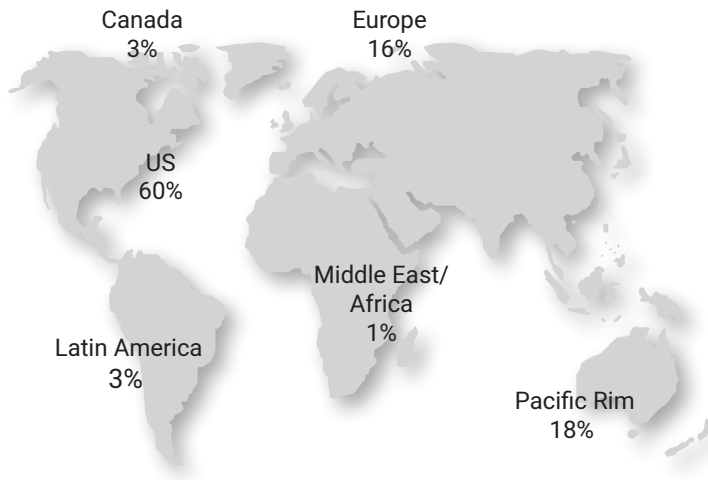 Canada
3%
Europe
16%
US
60%
Middle East/
Africa
1%
Latin America
3%
Pacific Rim
18%